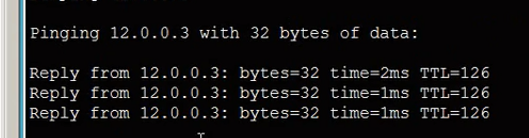 Pinging 12.0.0.3 with 32 bytes of data:
Reply from 12.0.0.3: bytes=32 time=2ms TTL=126
Reply from 12.0.0.3: bytes=32 time=1ms TTL=126
Reply from 12.0.0.3: bytes=32 time=1ms TTL=126